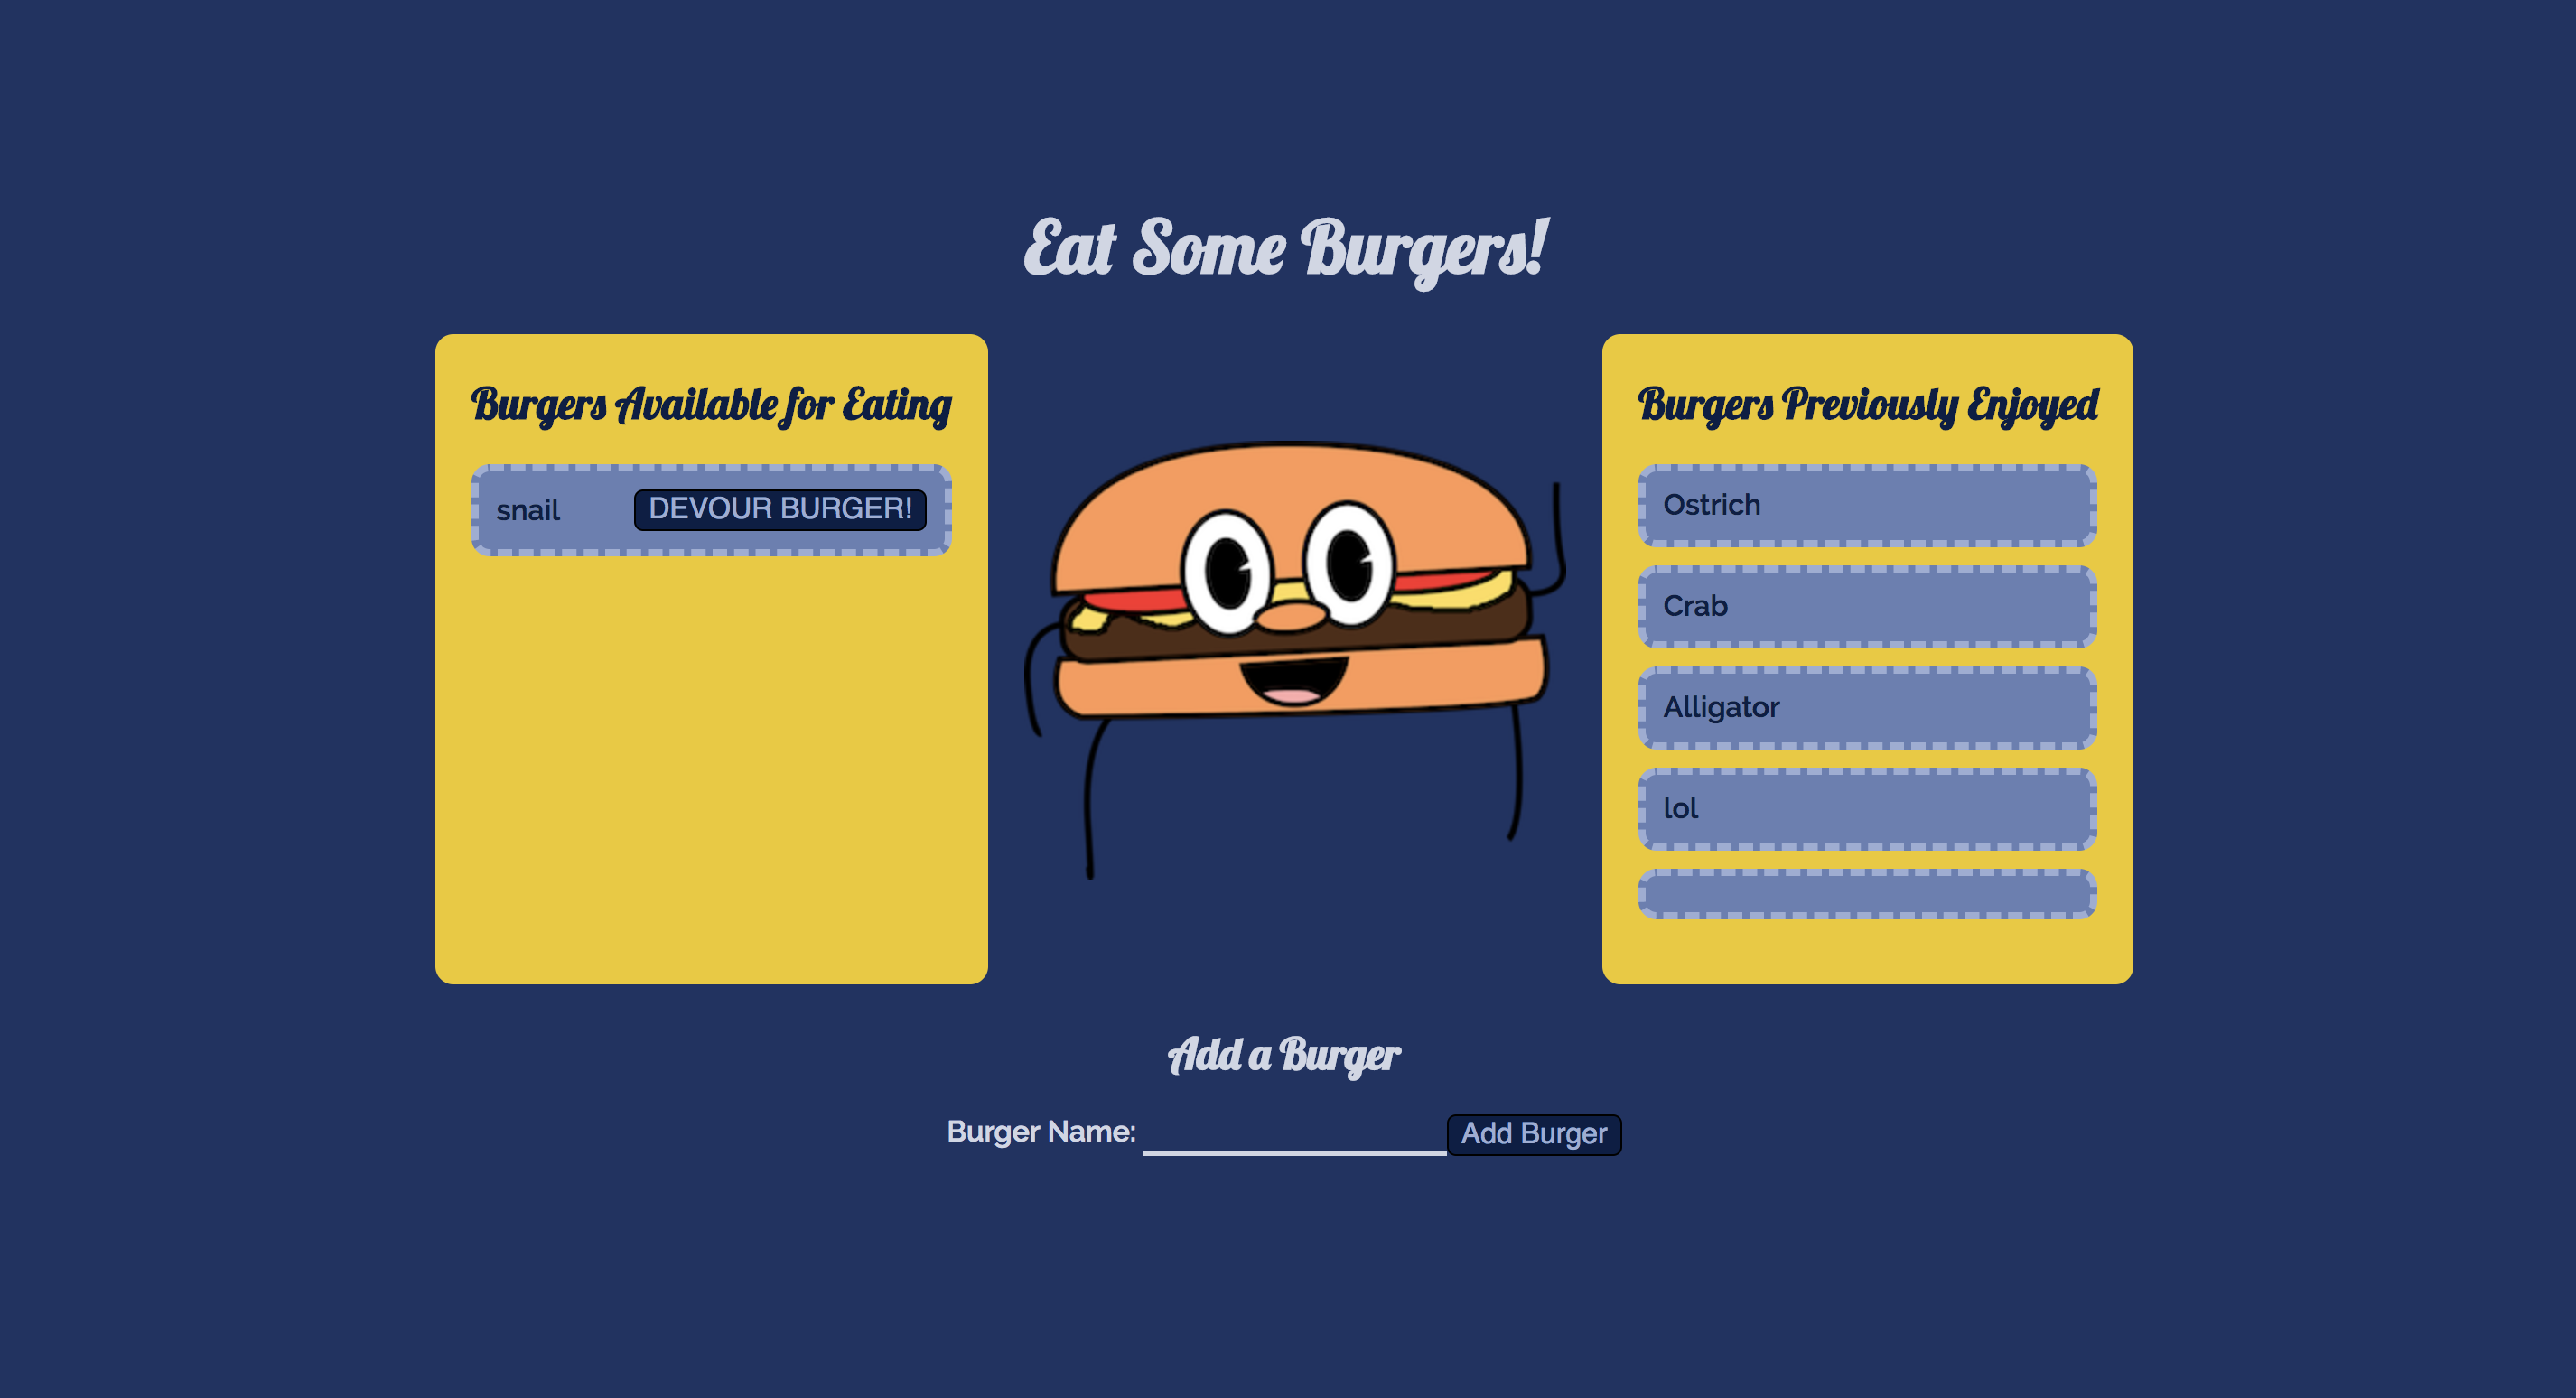 Eat Some Burgers!
Burgers Available for Eating
snail
DEVOUR BURGER!
Burgers Previously Enjoyed
Ostrich
Crab
Alligator
lol
Add a Burger
Burger Name:
Add Burger